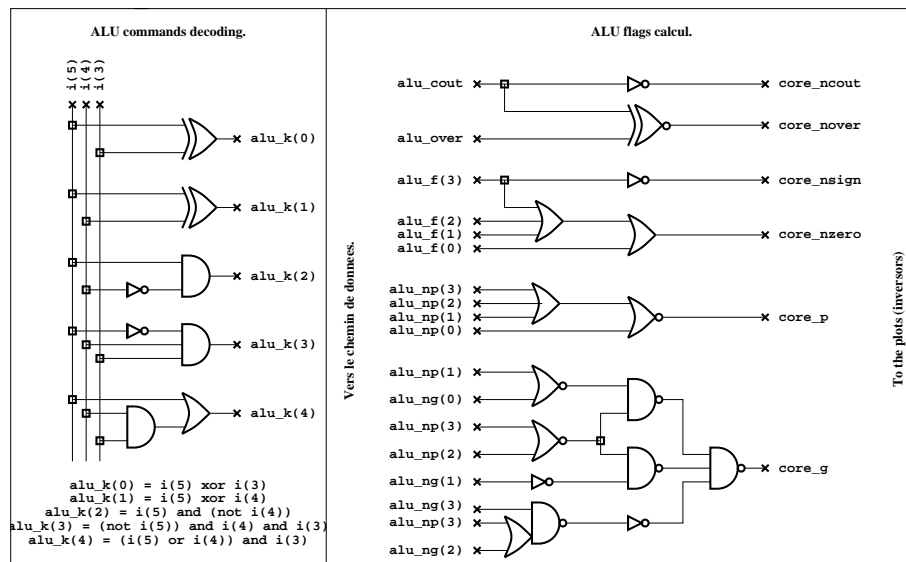 ALU commands decoding.
i(5)
i(4)
i(3)
alu_k(0)
alu_k(1)
alu_k(2)
alu_k(3)
alu_k(4)
alu_k(0) = i(5) xor i(3)
alu_k(1) = i(5) xor i(4)
alu_k(2) = i(5) and (not i(4))
alu_k(3) = (not i(5)) and i(4) and i(3)
alu_k(4) = (i(5) or i(4)) and i(3)
Vers le chemin de donnees.
ALU flags calcul.
alu_cout
core_ncout
core_nover
alu_over
alu_f(3)
core_nsign
alu_f(2)
alu_f(1)
core_nzero
alu_f(0)
alu_np(3)
alu_np(2)
alu_np(1)
core_p
alu_np(0)
alu_np(1)
alu_ng(0)
alu_np(3)
alu_np(2)
core_g
alu_ng(1)
alu_ng(3)
alu_np(3)
alu_ng(2)
To the plots (inversors)